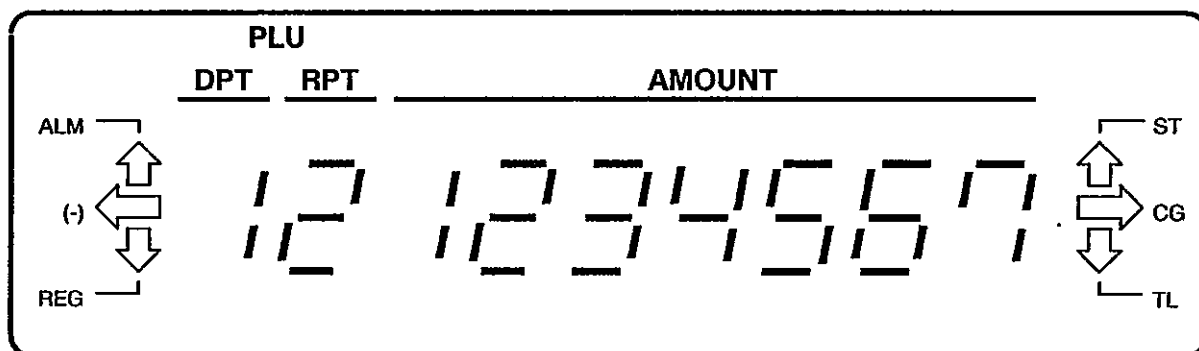 PLU
DPT RPT AMOUNT
ALM ST
12 1234567
(-) CG
REG TL